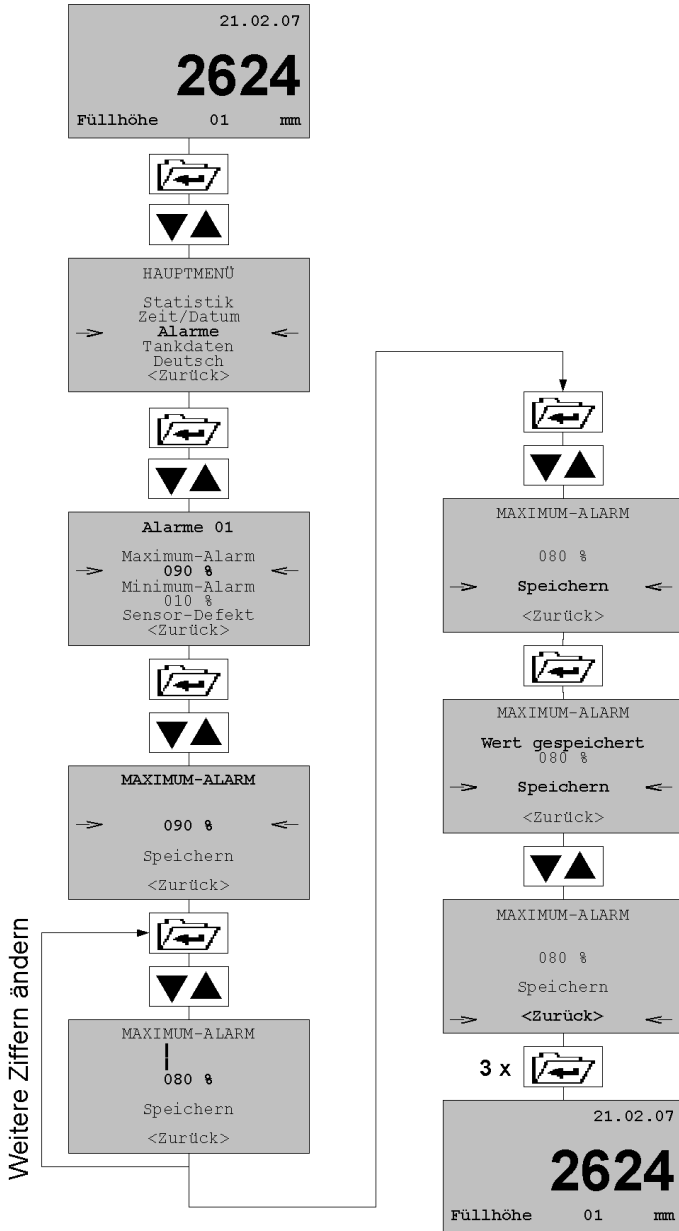 21.02.07
2624
Füllhöhe 01 mm
HAUPTMENÜ
Statistik
Zeit/Datum
Alarme
Tankdaten
Deutsch
<Zurück>
Alarme 01
Maximum-Alarm
090 %
Minimum-Alarm
010 %
Sensor-Defekt
<Zurück>
MAXIMUM-ALARM
090 %
Speichern
<Zurück>
Weitere Ziffern ändern
MAXIMUM-ALARM
080 %
Speichern
<Zurück>
MAXIMUM-ALARM
080 %
Speichern
<Zurück>
MAXIMUM-ALARM
Wert gespeichert
080 %
Speichern
<Zurück>
MAXIMUM-ALARM
080 %
Speichern
<Zurück>
3 x
21.02.07
2624
Füllhöhe 01 mm